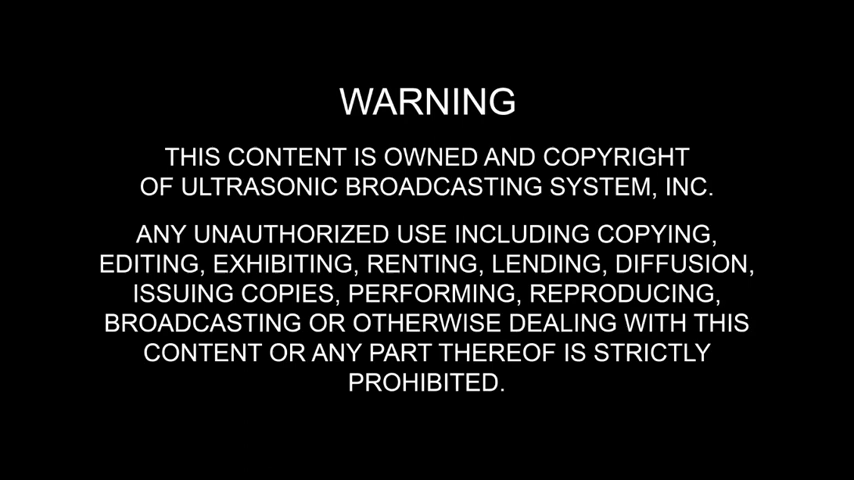 WARNING
THIS CONTENT IS OWNED AND COPYRIGHT
OF ULTRASONIC BROADCASTING SYSTEM, INC.
ANY UNAUTHORIZED USE INCLUDING COPYING,
EDITING, EXHIBITING, RENTING, LENDING, DIFFUSION,
ISSUING COPIES, PERFORMING, REPRODUCING,
BROADCASTING OR OTHERWISE DEALING WITH THIS
CONTENT OR ANY PART THEREOF IS STRICTLY
PROHIBITED.